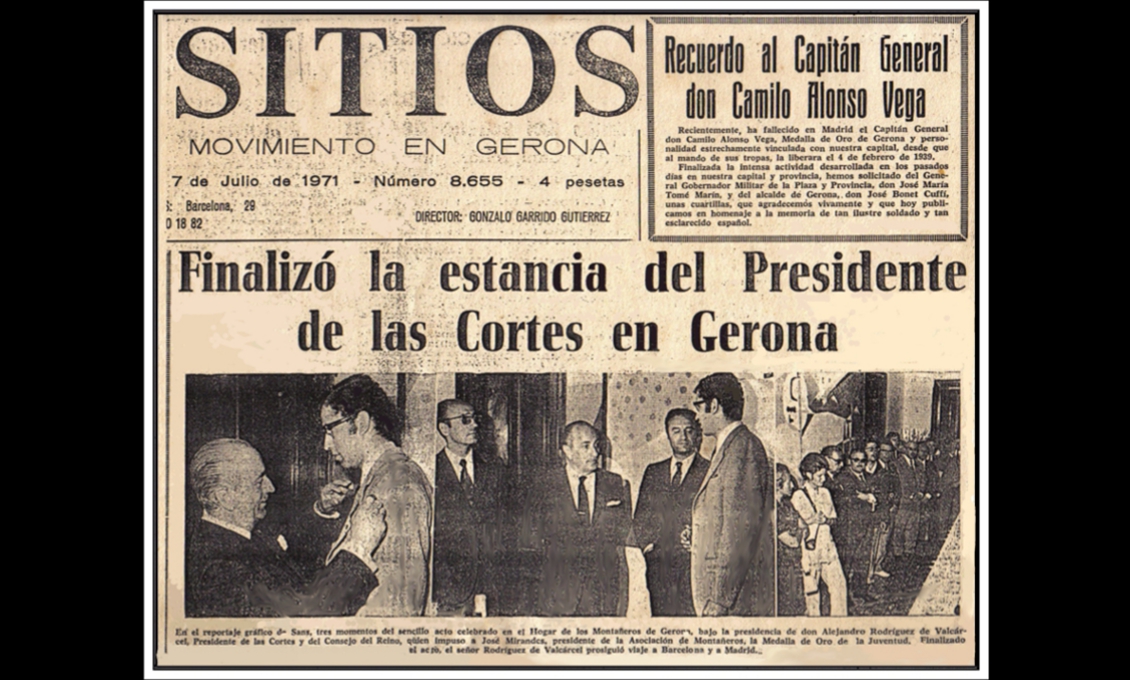 SITIOS
MOVIMIENTO EN GERONA
7 de Julio de 1971 - Número 8.655 - 4 pesetas
: Barcelona, 29
18 82
DIRECTOR: GONZALO GARRIDO GUTIERREZ
Recuerdo al Capitán General
don Camilo Alonso Vega
Recientemente, ha fallecido en Madrid el Capitán General
don Camilo Alonso Vega, Medalla de Oro de Gerona y perso-
nalidad estrechamente vinculada con nuestra capital, desde que
al mando de sus tropas, la liberara el 4 de febrero de 1939.
Finalizada la intensa actividad desarrollada en los pasados
días en nuestra capital y provincia, hemos solicitado del Gene-
ral Gobernador Militar de la Plaza y Provincia, don José María
Tomé Marín, y del alcalde de Gerona, don José Bonet Cuffí,
unas cuartillas, que agradecemos vivamente y que hoy publi-
camos en homenaje a la memoria de tan ilustre soldado y tan
esclarecido español.
Finalizó la estancia del Presidente
de las Cortes en Gerona
En el reportaje gráfico de Sans, tres momentos del sencillo acto celebrado en el Hogar de los Montañeros de Gerona, bajo la presidencia de don Alejandro Rodríguez de Valcár-
cel, Presidente de las Cortes y del Consejo del Reino, quien impuso a José Mirandes, presidente de la Asociación de Montañeros, la Medalla de Oro de la Juventud. Finalizado
el acto, el señor Rodríguez de Valcárcel prosiguió viaje a Barcelona y a Madrid.